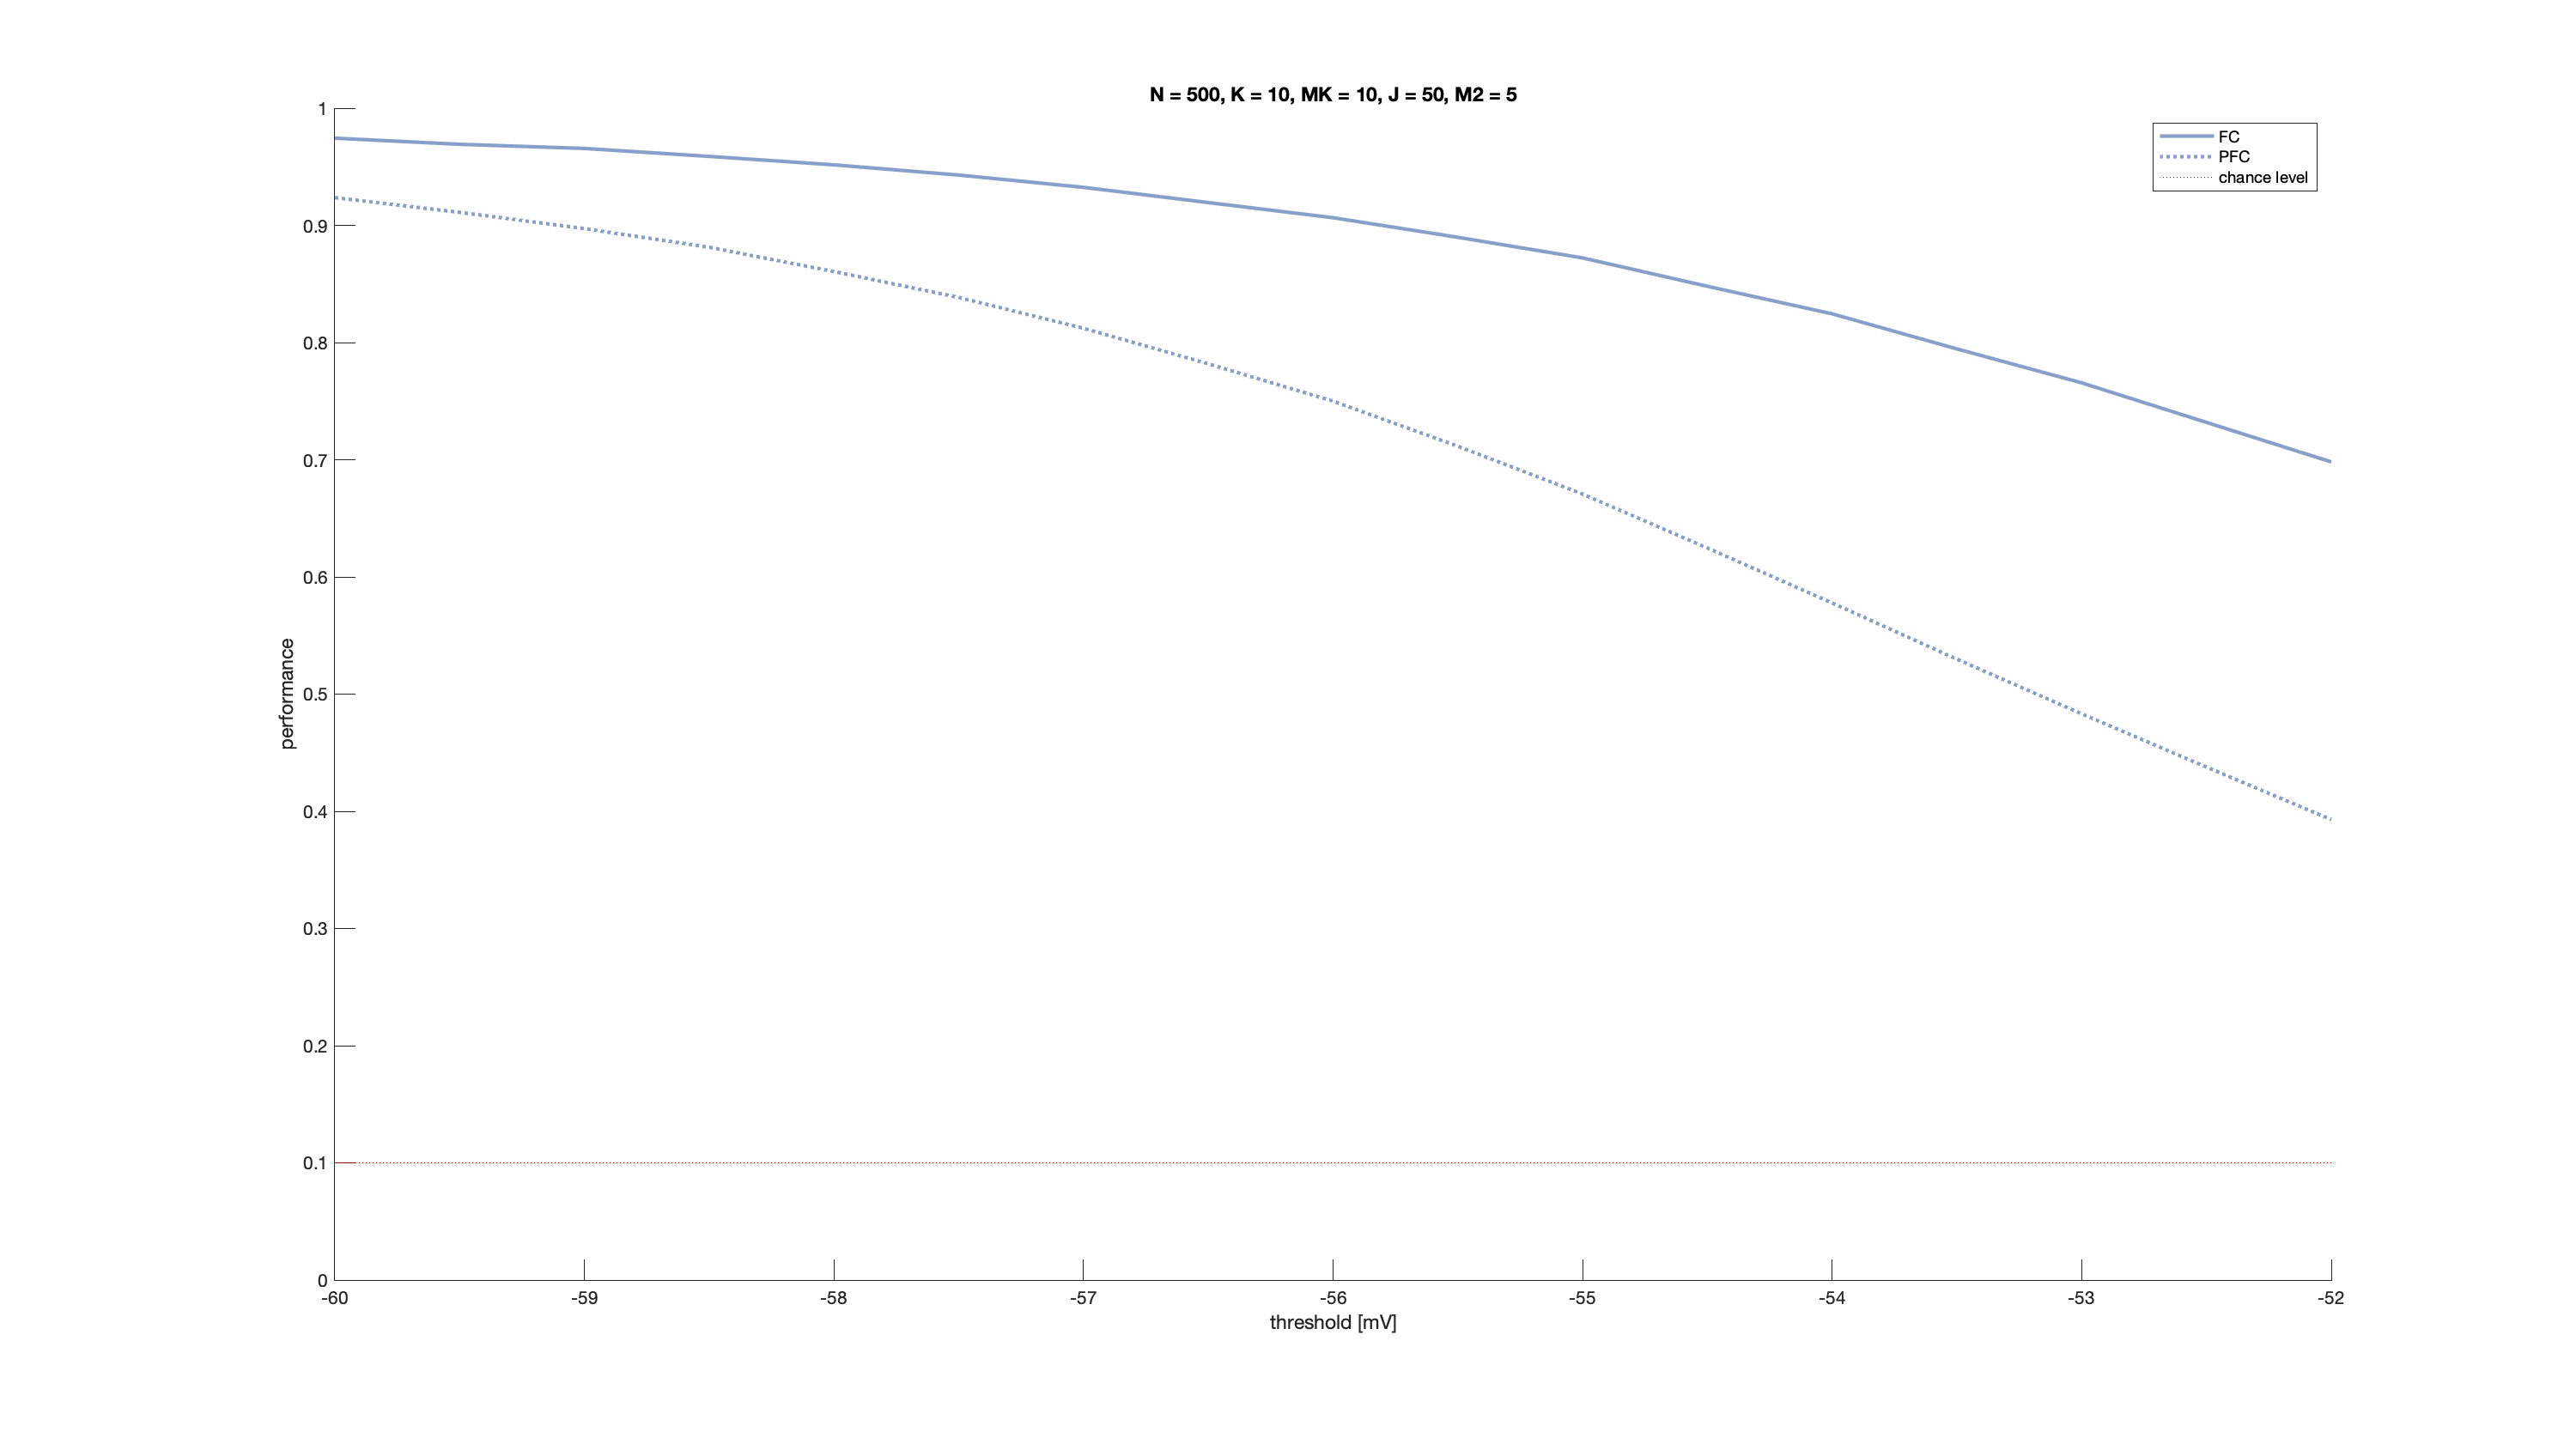 N = 500, K = 10, MK = 10, J = 50, M2 = 5
1
0.9
0.8
0.7
0.6
0.5
0.4
0.3
0.2
0.1
0
performance
FC
PFC
chance level
-60 -59 -58 -57 -56 -55 -54 -53 -52
threshold [mV]